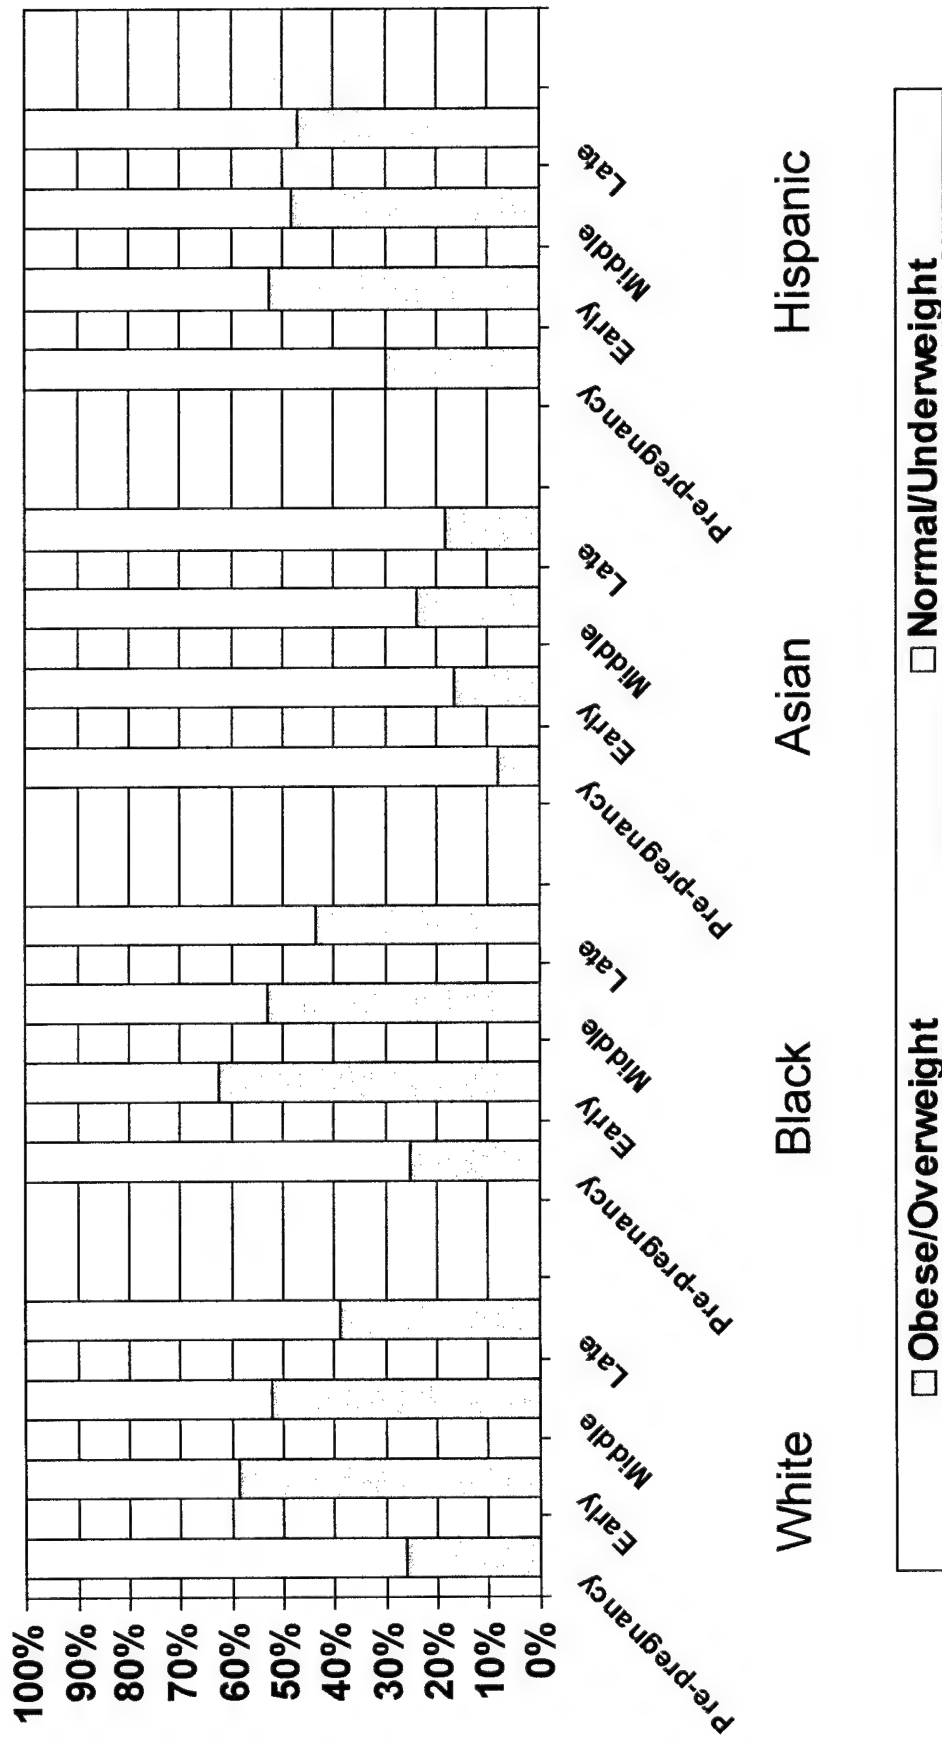 100%
90%
80%
70%
60%
50%
40%
30%
20%
10%
0%
Pre-pregnancy
Early
Middle
Late
Pre-pregnancy
Early
Middle
Late
Pre-pregnancy
Early
Middle
Late
Pre-pregnancy
Early
Middle
Late
White
Black
Asian
Hispanic
Obese/Overweight
Normal/Underweight